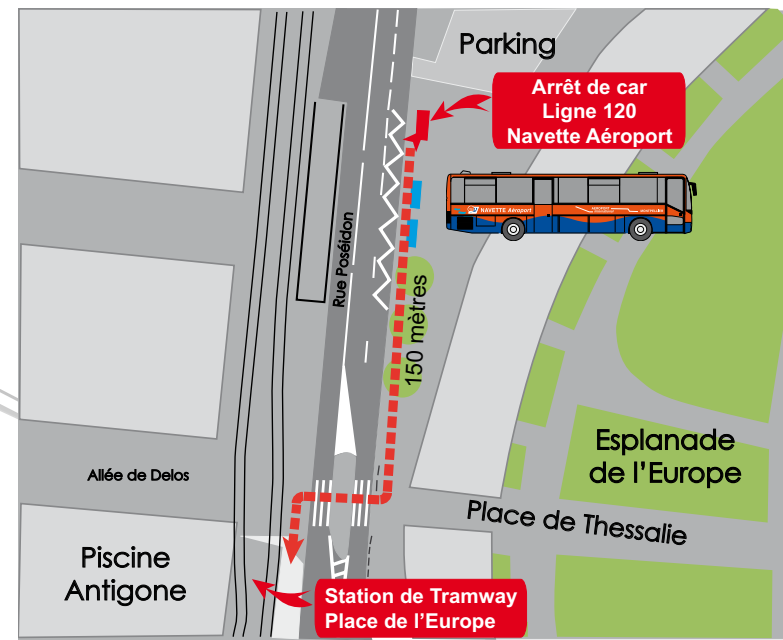 Parking
Arrêt de car
Ligne 120
Navette Aéroport
NAVETTE Aéroport
Rue Poséidon
150 mètres
Esplanade
de l'Europe
Allée de Delos
Place de Thessalie
Piscine
Antigone
Station de Tramway
Place de l'Europe